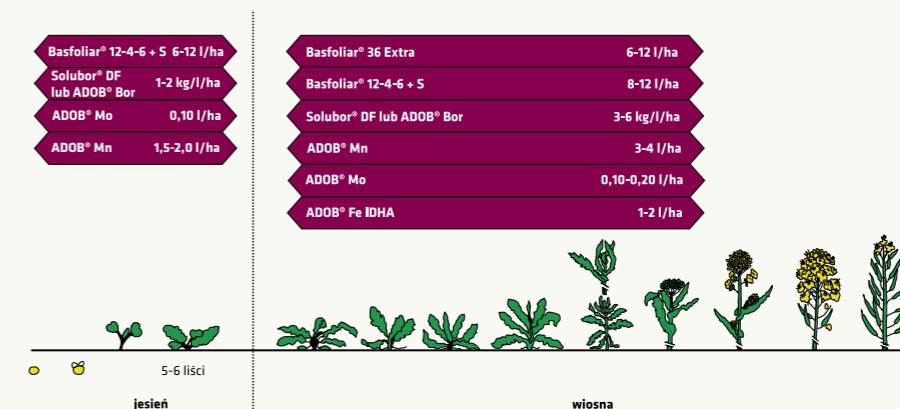 Basfoliar® 12-4-6 + S 6-12 l/ha
Solubor® DF
lub ADOB® Bor 1-2 kg/l/ha
ADOB® Mo 0,10 l/ha
ADOB® Mn 1,5-2,0 l/ha
Basfoliar® 36 Extra 6-12 l/ha
Basfoliar® 12-4-6 + S 8-12 l/ha
Solubor® DF lub ADOB® Bor 3-6 kg/l/ha
ADOB® Mn 3-4 l/ha
ADOB® Mo 0,10-0,20 l/ha
ADOB® Fe IDHA 1-2 l/ha
5-6 liści
jesień
wiosna